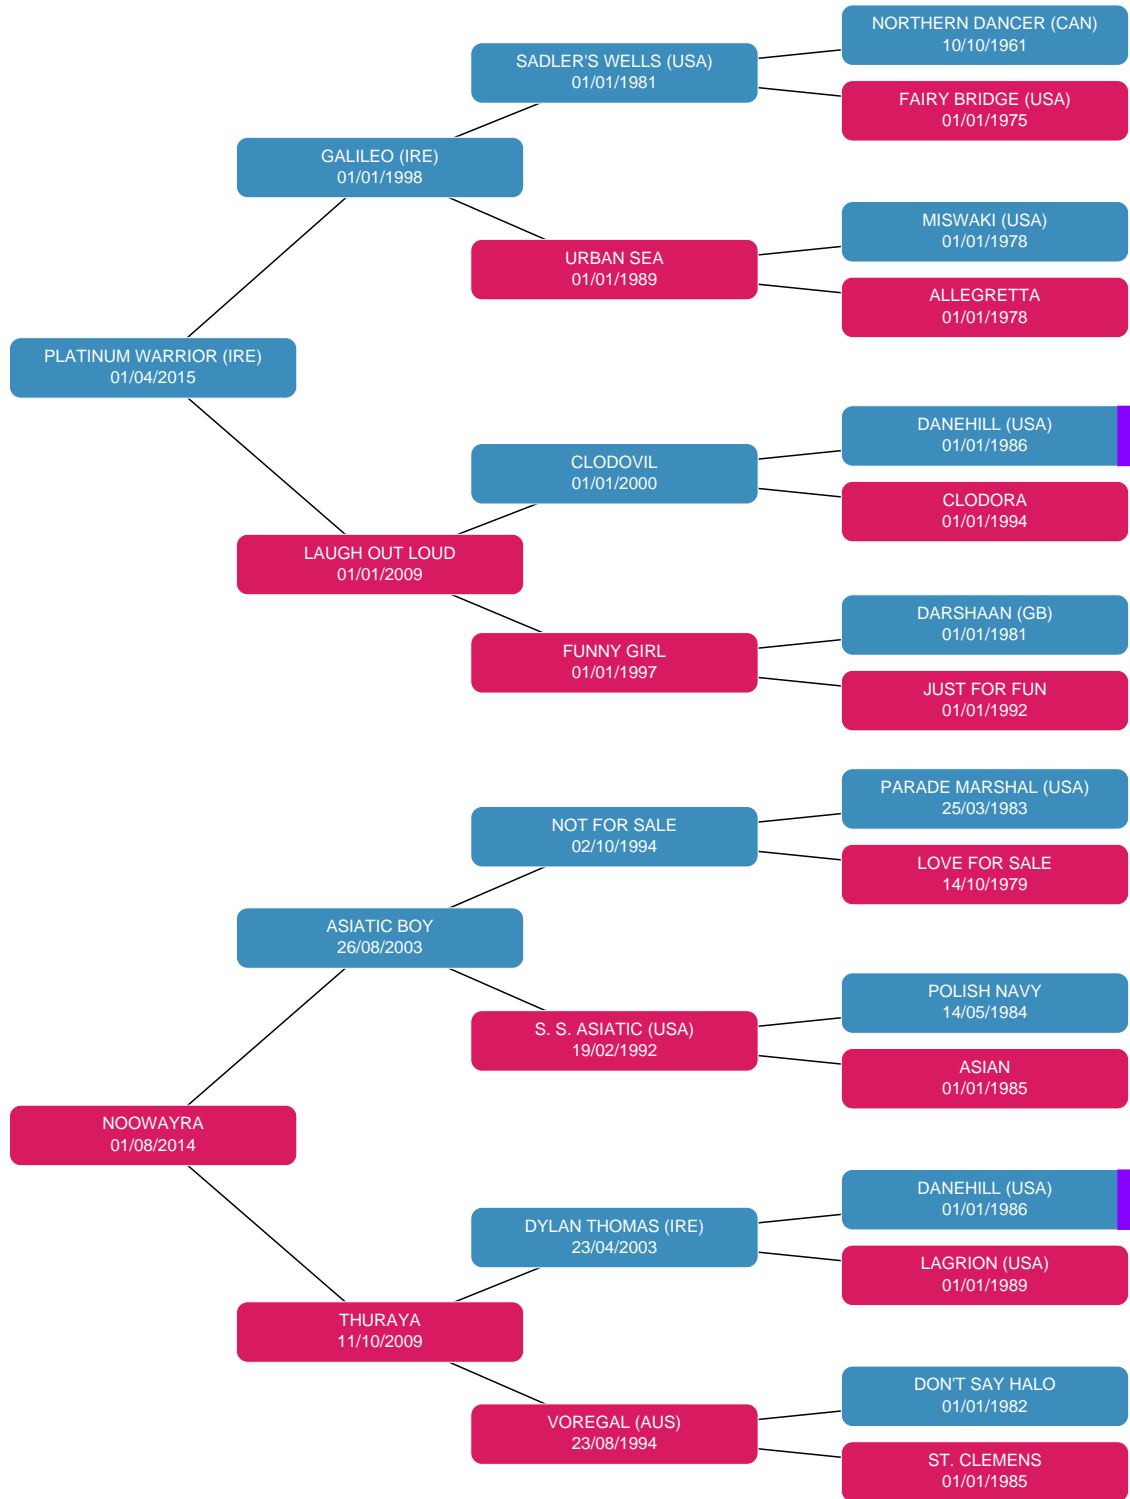 NORTHERN DANCER (CAN)
10/10/1961
SADLER'S WELLS (USA)
01/01/1981
FAIRY BRIDGE (USA)
01/01/1975
GALILEO (IRE)
01/01/1998
MISWAKI (USA)
01/01/1978
URBAN SEA
01/01/1989
ALLEGRETTA
01/01/1978
PLATINUM WARRIOR (IRE)
01/04/2015
DANEHILL (USA)
01/01/1986
CLODOVIL
01/01/2000
CLODORA
01/01/1994
LAUGH OUT LOUD
01/01/2009
DARSHAAN (GB)
01/01/1981
FUNNY GIRL
01/01/1997
JUST FOR FUN
01/01/1992
PARADE MARSHAL (USA)
25/03/1983
NOT FOR SALE
02/10/1994
LOVE FOR SALE
14/10/1979
ASIATIC BOY
26/08/2003
POLISH NAVY
14/05/1984
S. S. ASIATIC (USA)
19/02/1992
ASIAN
01/01/1985
NOOWAYRA
01/08/2014
DANEHILL (USA)
01/01/1986
DYLAN THOMAS (IRE)
23/04/2003
LAGRION (USA)
01/01/1989
THURAYA
11/10/2009
DON'T SAY HALO
01/01/1982
VOREGAL (AUS)
23/08/1994
ST. CLEMENS
01/01/1985